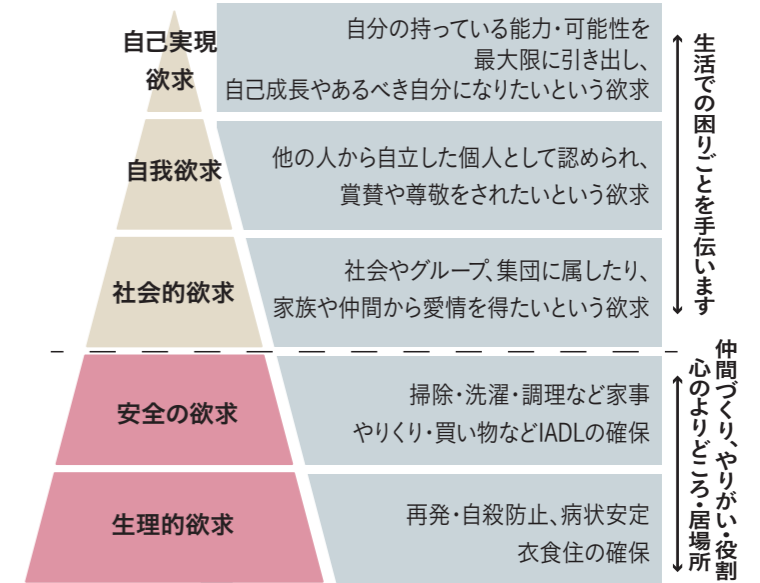 自己実現
欲求
自分の持っている能力・可能性を
最大限に引き出し、
自己成長やあるべき自分になりたいという欲求
自我欲求
他の人から自立した個人として認められ、
賞賛や尊敬をされたいという欲求
社会的欲求
社会やグループ、集団に属したり、
家族や仲間から愛情を得たいという欲求
生活での困りごとを手伝います
安全の欲求
掃除・洗濯・調理など家事
やりくり・買い物などIADLの確保
生理的欲求
再発・自殺防止、病状安定
衣食住の確保
仲間づくり、やりがい・役割
心のよりどころ・居場所